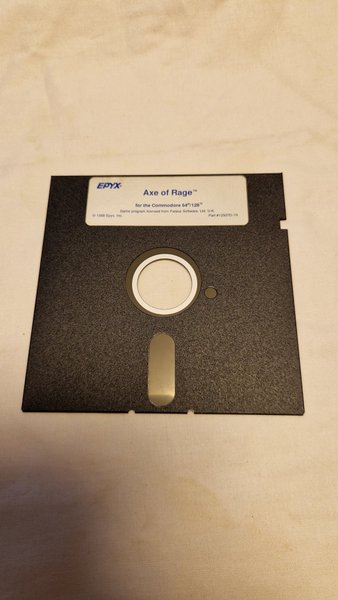 EPYX®
Axe of Rage™
for the Commodore 64®/128™
Game program licensed from Palace Software, Ltd. U.K.
© 1988 Epyx, Inc.